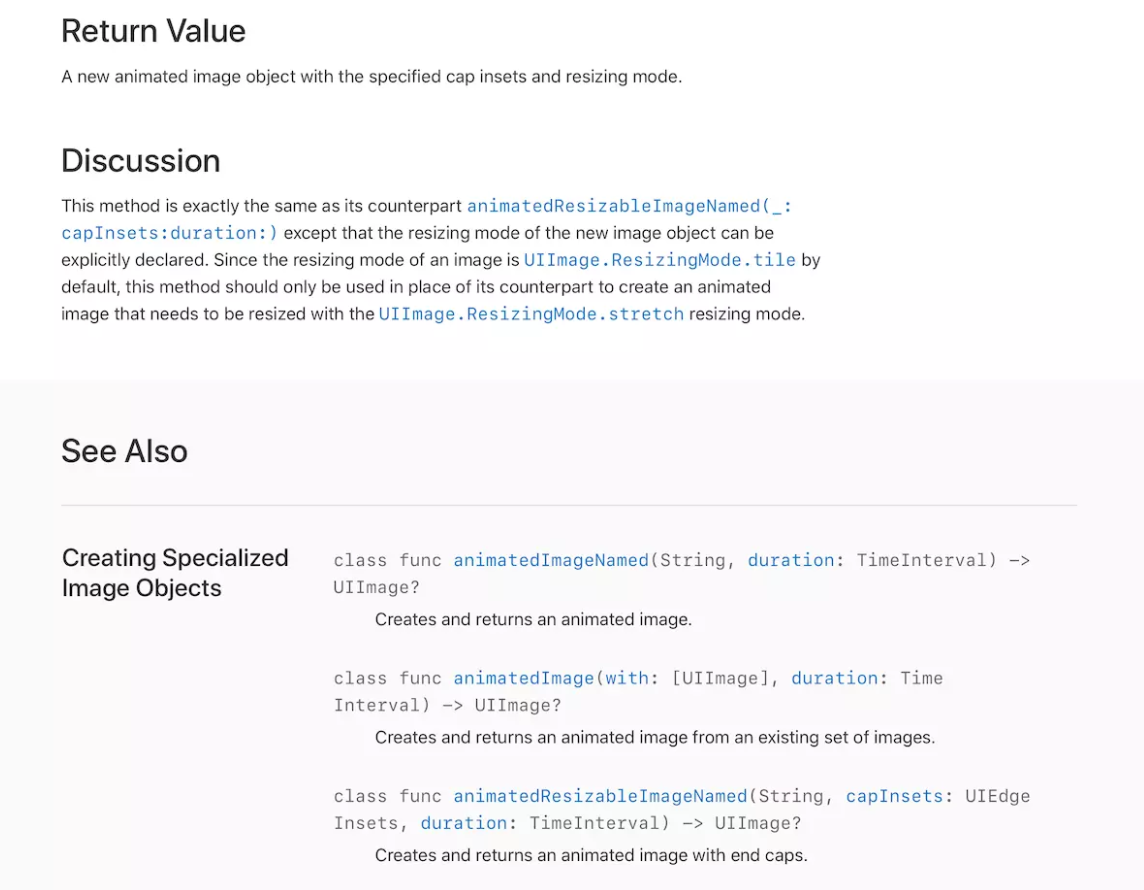 Return Value
A new animated image object with the specified cap insets and resizing mode.
Discussion
This method is exactly the same as its counterpart animatedResizableImageNamed(_:
capInsets:duration:) except that the resizing mode of the new image object can be
explicitly declared. Since the resizing mode of an image is UIImage.ResizingMode.tile by
default, this method should only be used in place of its counterpart to create an animated
image that needs to be resized with the UIImage.ResizingMode.stretch resizing mode.
See Also
Creating Specialized
Image Objects
class func animatedImageNamed(String, duration: TimeInterval) ->
UIImage?
Creates and returns an animated image.
class func animatedImage(with: [UIImage], duration: Time
Interval) -> UIImage?
Creates and returns an animated image from an existing set of images.
class func animatedResizableImageNamed(String, capInsets: UIEdge
Insets, duration: TimeInterval) -> UIImage?
Creates and returns an animated image with end caps.